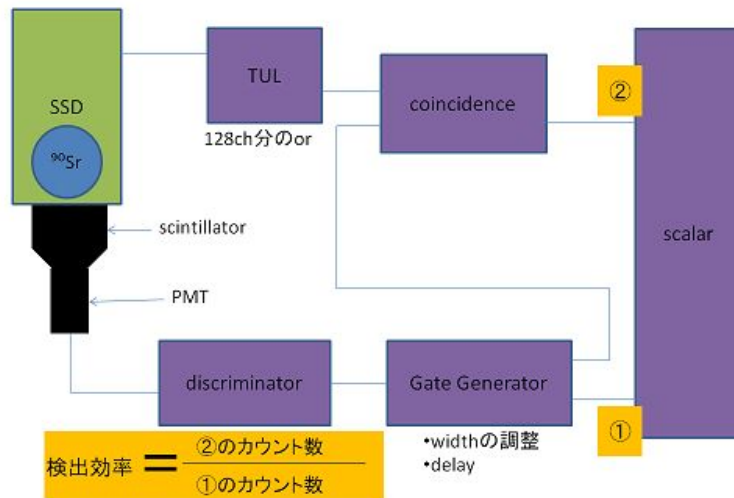 SSD
⁹⁰Sr
TUL
128ch分のor
coincidence
②
scalar
scintillator
PMT
discriminator
Gate Generator
①
•widthの調整
•delay
検出効率 = ②のカウント数
①のカウント数